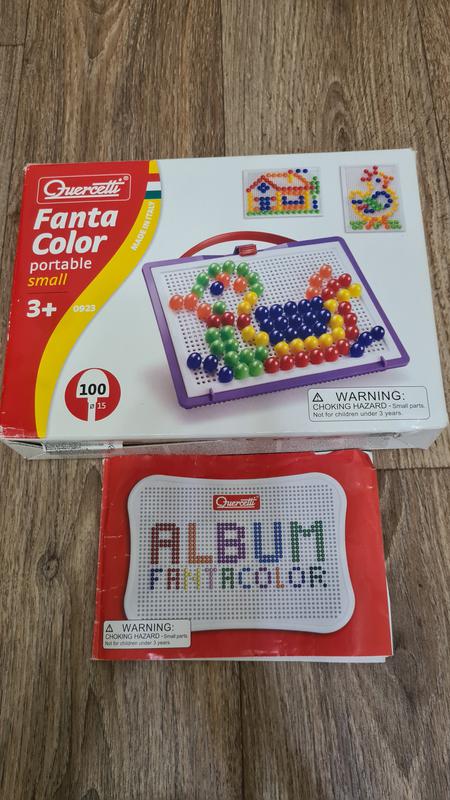 Quercetti
Fanta
Color
portable
small
3+
0923
MADE IN ITALY
100
ø 15
WARNING:
CHOKING HAZARD - Small parts.
Not for children under 3 years.
Quercetti
ALBUM
FANTACOLOR
WARNING:
CHOKING HAZARD - Small parts.
Not for children under 3 years.